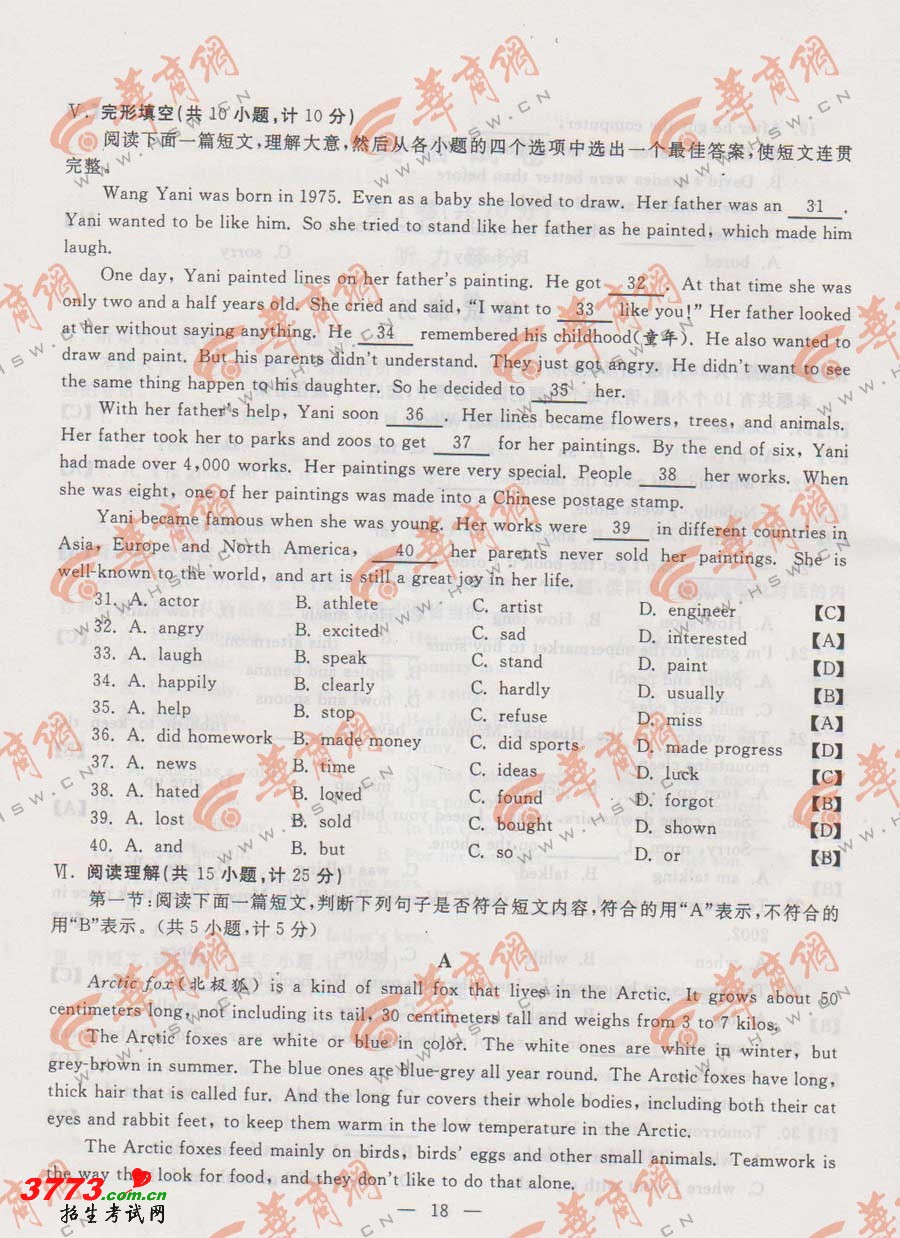 Ⅴ. 完形填空(共 10 小题,计 10 分)
阅读下面一篇短文,理解大意,然后从各小题的四个选项中选出一个最佳答案,使短文连贯
完整。
Wang Yani was born in 1975. Even as a baby she loved to draw. Her father was an 31 .
Yani wanted to be like him. So she tried to stand like her father as he painted, which made him
laugh.
One day, Yani painted lines on her father's painting. He got 32 . At that time she was
only two and a half years old. She cried and said, “I want to 33 like you!” Her father looked
at her without saying anything. He 34 remembered his childhood(童年). He also wanted to
draw and paint. But his parents didn't understand. They just got angry. He didn't want to see
the same thing happen to his daughter. So he decided to 35 her.
With her father's help, Yani soon 36 . Her lines became flowers, trees, and animals.
Her father took her to parks and zoos to get 37 for her paintings. By the end of six, Yani
had made over 4,000 works. Her paintings were very special. People 38 her works. When
she was eight, one of her paintings was made into a Chinese postage stamp.
Yani became famous when she was young. Her works were 39 in different countries in
Asia, Europe and North America, 40 her parents never sold her paintings. She is
well-known to the world, and art is still a great joy in her life.
31. A. actor B. athlete C. artist D. engineer 【C】
32. A. angry B. excited C. sad D. interested 【A】
33. A. laugh B. speak C. stand D. paint 【D】
34. A. happily B. clearly C. hardly D. usually 【B】
35. A. help B. stop C. refuse D. miss 【A】
36. A. did homework B. made money C. did sports D. made progress 【D】
37. A. news B. time C. ideas D. luck 【C】
38. A. hated B. loved C. found D. forgot 【B】
39. A. lost B. sold C. bought D. shown 【D】
40. A. and B. but C. so D. or 【B】
Ⅵ. 阅读理解(共 15 小题,计 25 分)
第一节:阅读下面一篇短文,判断下列句子是否符合短文内容,符合的用“A”表示,不符合的
用“B”表示。(共 5 小题,计 5 分)
A
Arctic fox(北极狐) is a kind of small fox that lives in the Arctic. It grows about 50
centimeters long, not including its tail, 30 centimeters tall and weighs from 3 to 7 kilos.
The Arctic foxes are white or blue in color. The white ones are white in winter, but
grey-brown in summer. The blue ones are blue-grey all year round. The Arctic foxes have long,
thick hair that is called fur. And the long fur covers their whole bodies, including both their cat
eyes and rabbit feet, to keep them warm in the low temperature in the Arctic.
The Arctic foxes feed mainly on birds, birds' eggs and other small animals. Teamwork is
the way they look for food, and they don't like to do that alone.
— 18 —
3773.com.cn
招生考试网
华商网
WWW.HSW.CN